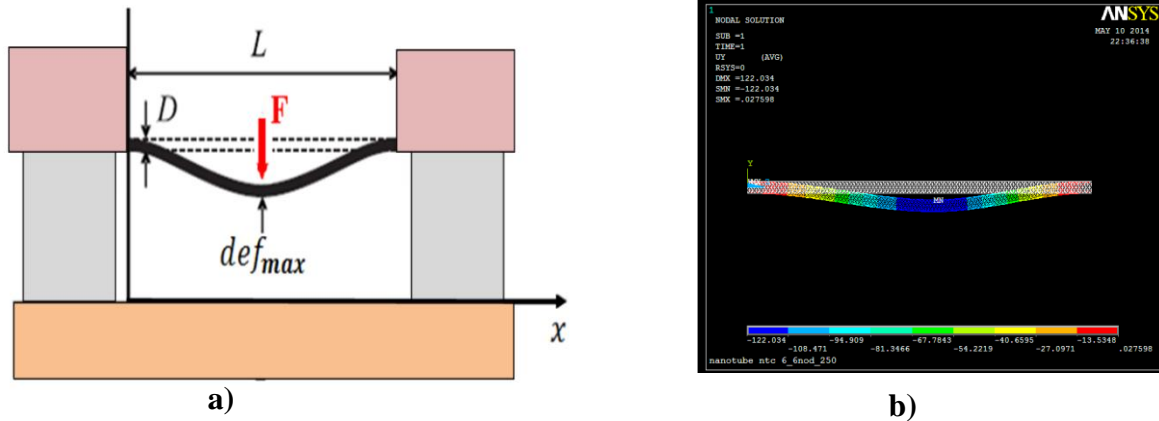 L
D
F
def_max
x
a)
1
NODAL SOLUTION
SUB =1
TIME=1
UY (AVG)
RSYS=0
DMX=122.034
SMN=-122.034
SMX=.027598
ANSYS
MAY 10 2014
22:36:38
Y
MN
-122.034 -94.909 -67.7843 -40.6595 -13.5348
-108.471 -81.3466 -54.2219 -27.0971 .027598
nanotube ntc 6_6nod_250
b)